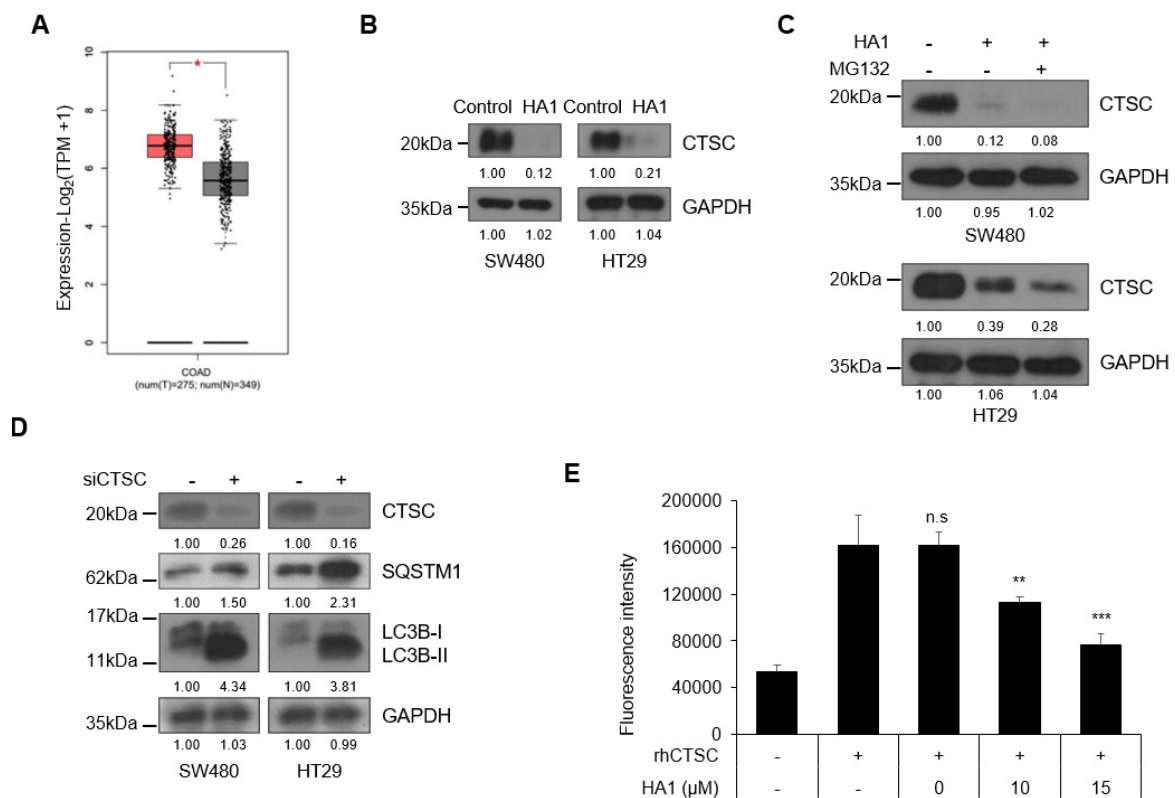 A
Expression-Log2(TPM +1)
10
8
6
4
2
0
*
COAD
(num(T)=275; num(N)=349)
B
Control HA1 Control HA1
20kDa CTSC
1.00 0.12 1.00 0.21
35kDa GAPDH
1.00 1.02 1.00 1.04
SW480 HT29
C
HA1 - + +
MG132 - - +
20kDa CTSC
1.00 0.12 0.08
35kDa GAPDH
1.00 0.95 1.02
SW480
20kDa CTSC
1.00 0.39 0.28
35kDa GAPDH
1.00 1.06 1.04
HT29
D
siCTSC - + - +
20kDa CTSC
1.00 0.26 1.00 0.16
62kDa SQSTM1
1.00 1.50 1.00 2.31
17kDa LC3B-I
11kDa LC3B-II
1.00 4.34 1.00 3.81
35kDa GAPDH
1.00 1.03 1.00 0.99
SW480 HT29
E
Fluorescence intensity
200000
160000
120000
80000
40000
0
n.s
**
***
rhCTSC - + + + +
HA1 (µM) - - 0 10 15